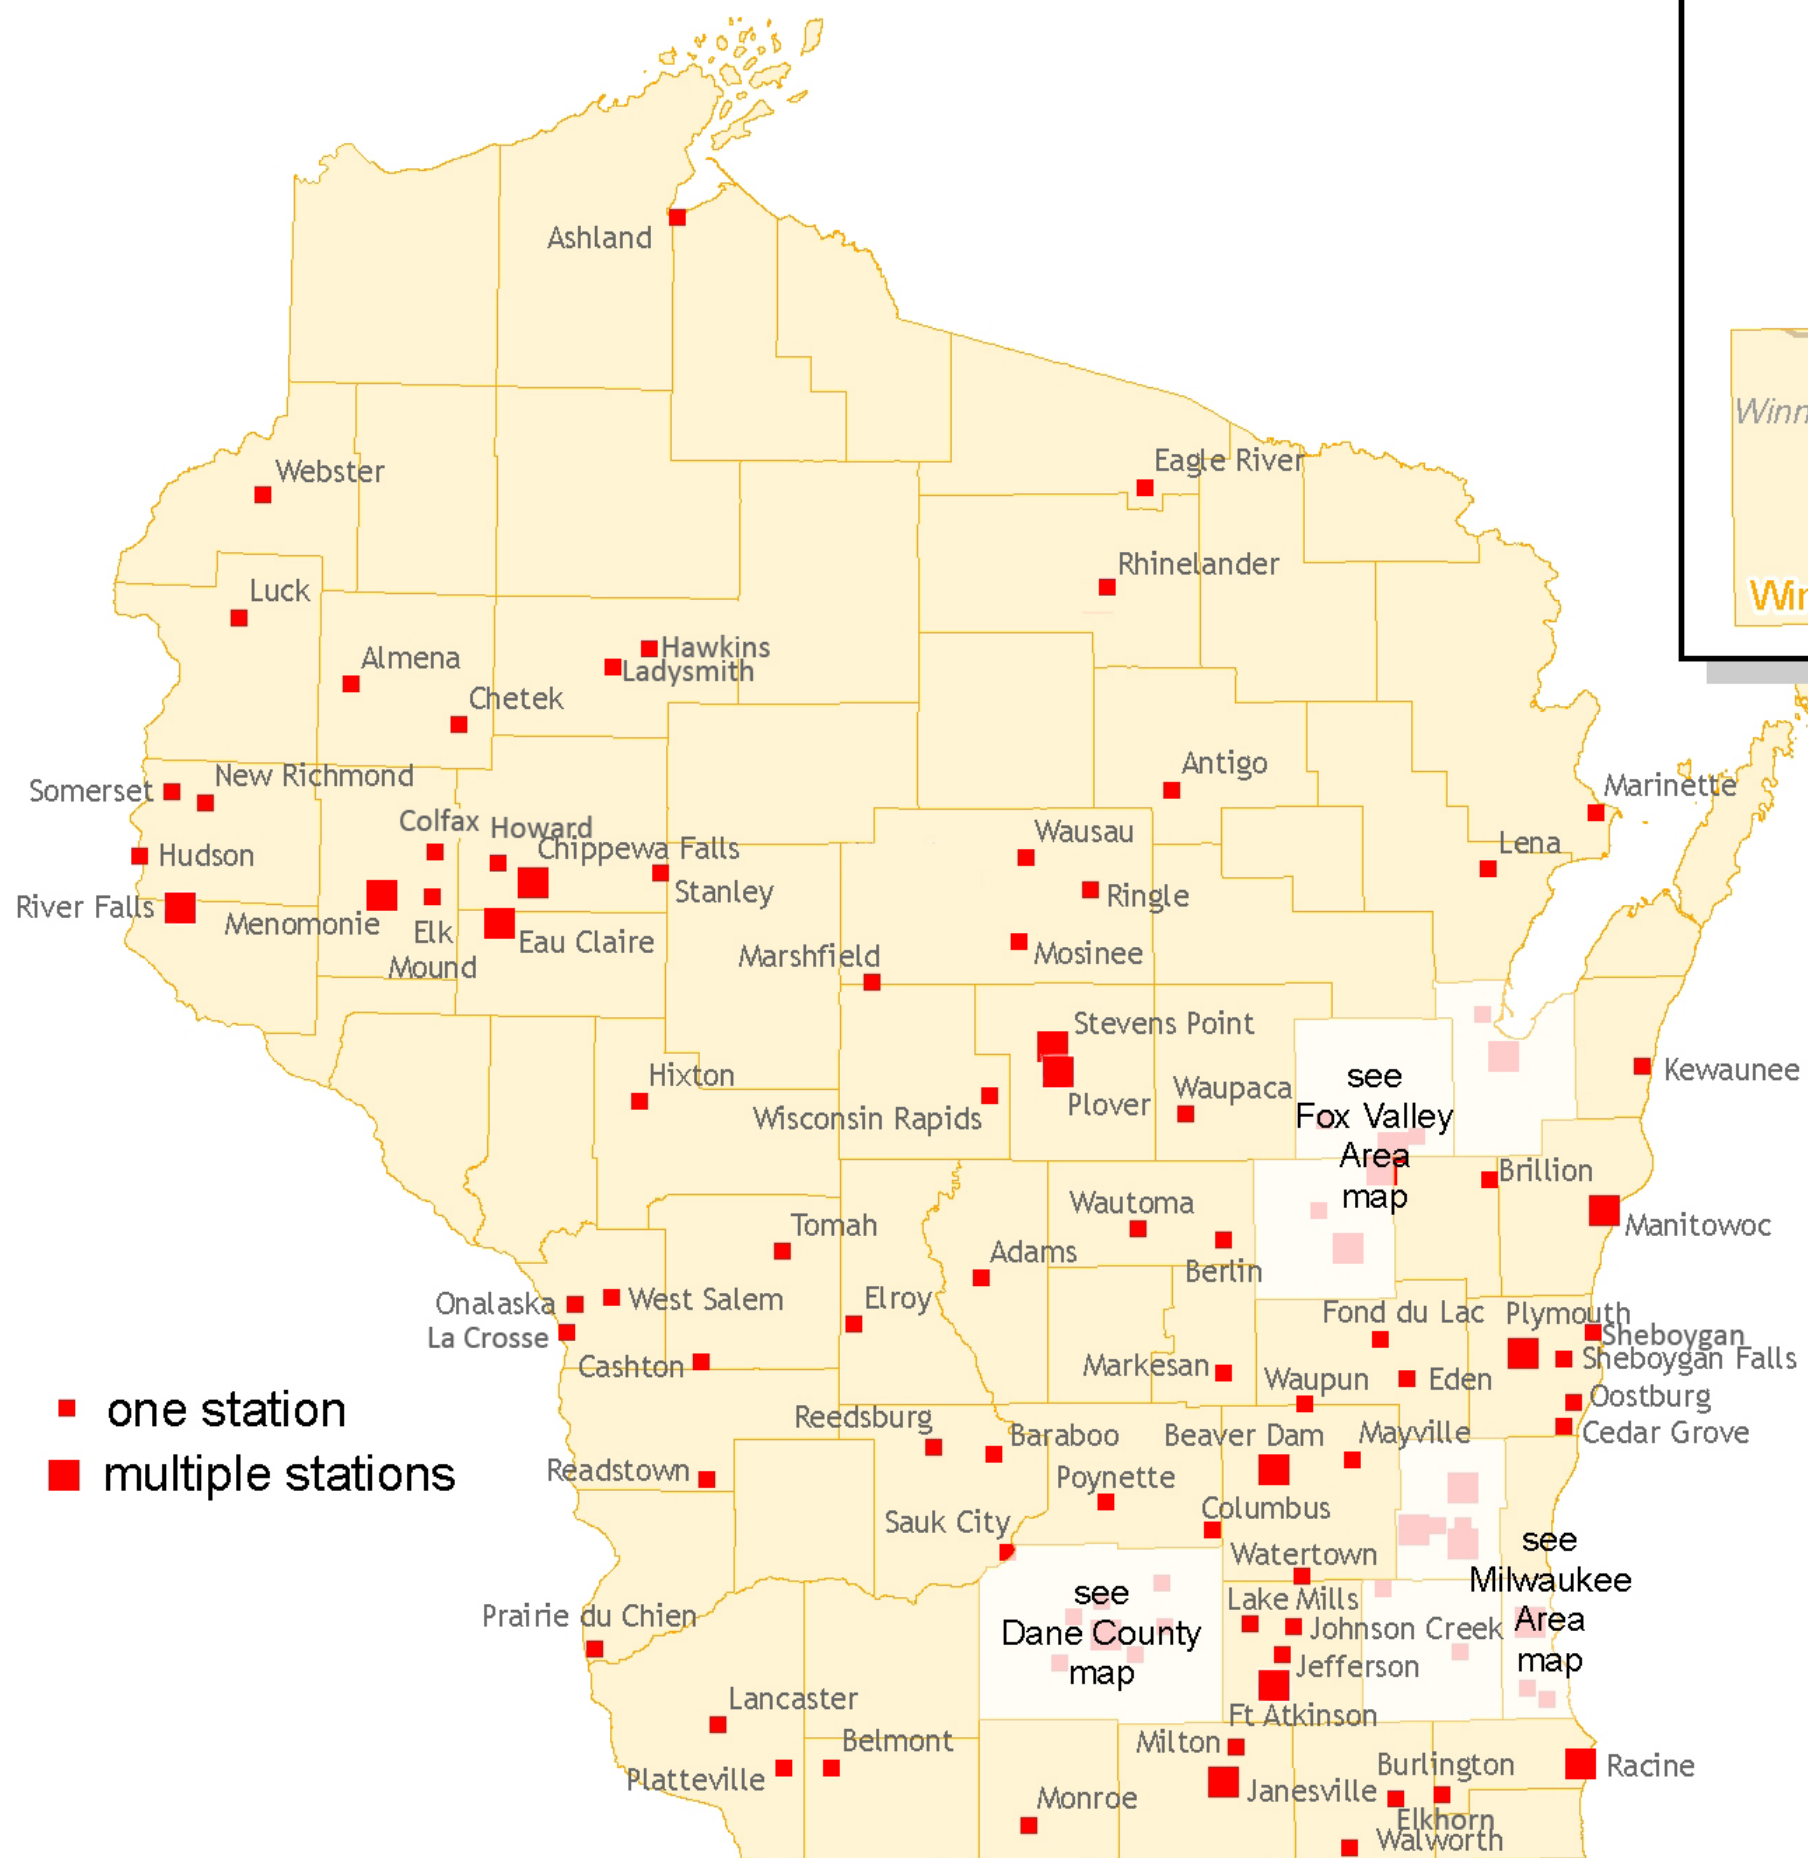 Ashland
Winn
Eagle River
Webster
Rhinelander
Luck
Wir
Hawkins
Almena
Ladysmith
Chetek
Antigo
New Richmond
Somerset
Marinette
Colfax
Howard
Wausau
Lena
Chippewa Falls
Hudson
Stanley
Ringle
River Falls
Menomonie
Elk
Mound
Eau Claire
Marshfield
Mosinee
Stevens Point
Hixton
see
Fox Valley
Area
map
Kewaunee
Waupaca
Plover
Wisconsin Rapids
Brillion
Wautoma
Tomah
Manitowoc
Adams
Berlin
Onalaska
West Salem
Elroy
Fond du Lac
Plymouth
La Crosse
Sheboygan
Sheboygan Falls
Cashton
Markesan
Waupun
Eden
Oostburg
one station
Reedsburg
Baraboo
Beaver Dam
Mayville
Cedar Grove
multiple stations
Readstown
Poynette
Columbus
Sauk City
Watertown
see
Milwaukee
Area
map
see
Dane County
map
Lake Mills
Prairie du Chien
Johnson Creek
Jefferson
Lancaster
Ft Atkinson
Belmont
Milton
Platteville
Burlington
Racine
Monroe
Janesville
Elkhorn
Walworth